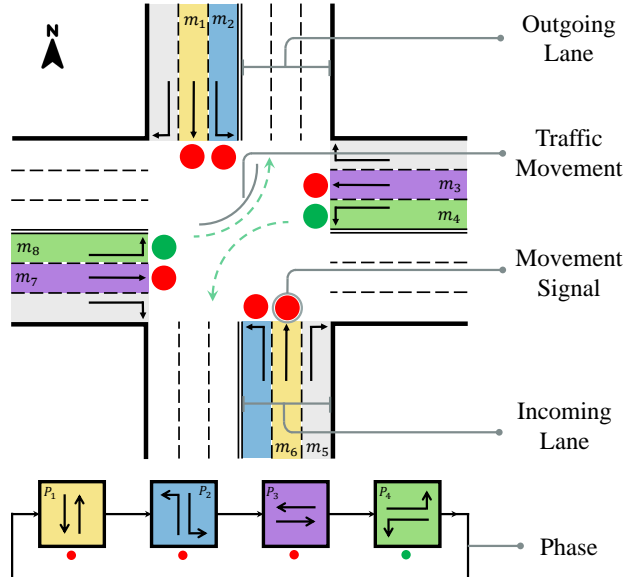 N
m₁
m₂
Outgoing
Lane
Traffic
Movement
m₃
m₄
m₈
m₇
Movement
Signal
Incoming
Lane
m₆
m₅
P₁
P₂
P₃
P₄
Phase